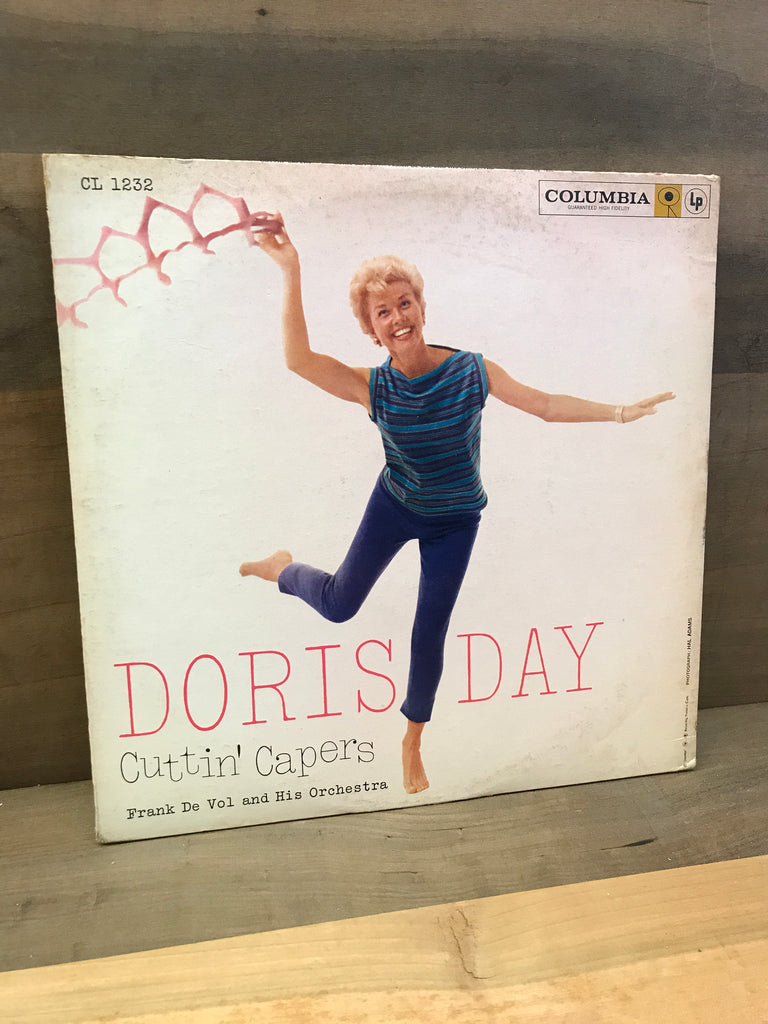 CL 1232
COLUMBIA
GUARANTEED HIGH FIDELITY
Lp
DORIS DAY
Cuttin' Capers
Frank De Vol and His Orchestra
PHOTOGRAPH: HAL ADAMS